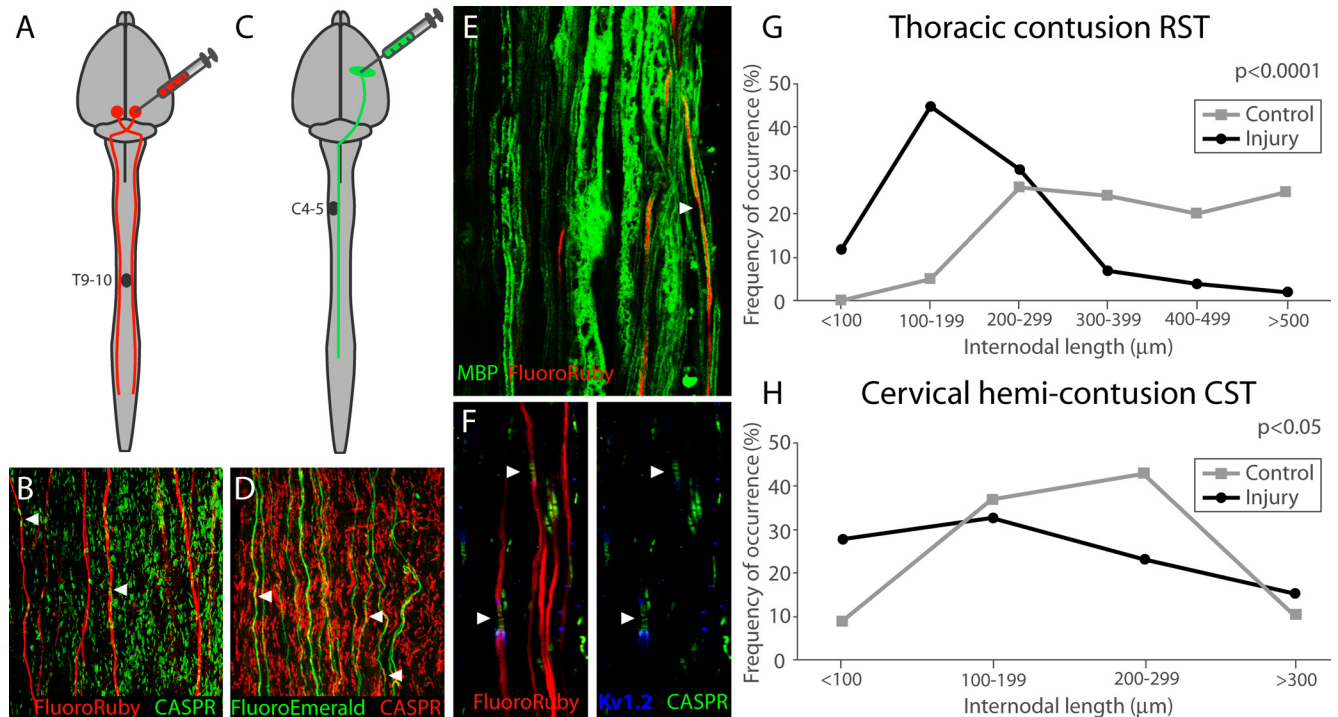 A
C
E
G
Thoracic contusion RST
p<0.0001
Control
Injury
Frequency of occurrence (%)
50
40
30
20
10
0
<100
100-199
200-299
300-399
400-499
>500
Internodal length (μm)
C4-5
T9-10
MBP FluoroRuby
B
FluoroRuby CASPR
D
FluoroEmerald CASPR
F
FluoroRuby
Kv1.2 CASPR
H
Cervical hemi-contusion CST
p<0.05
Control
Injury
Frequency of occurrence (%)
50
40
30
20
10
0
<100
100-199
200-299
>300
Internodal length (μm)